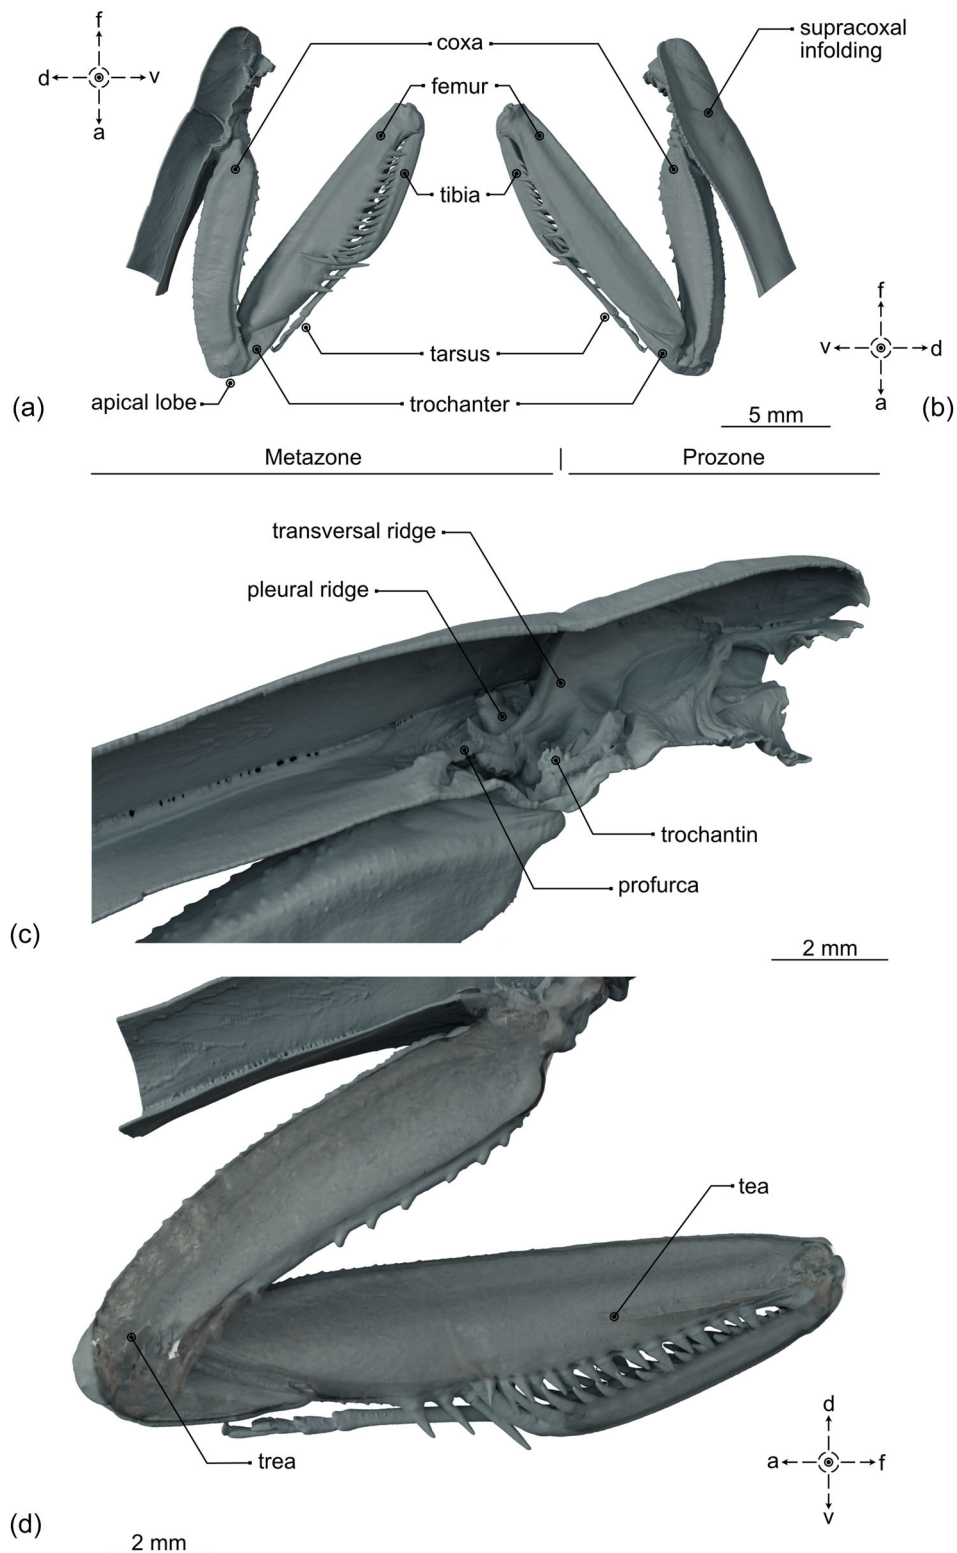 f
d
v
a
coxa
femur
tibia
tarsus
apical lobe
trochanter
supracoxal
infolding
f
v
d
a
(a)
(b)
5 mm
Metazone | Prozone
transversal ridge
pleural ridge
trochantin
profurca
(c)
2 mm
tea
trea
d
a
f
v
(d)
2 mm